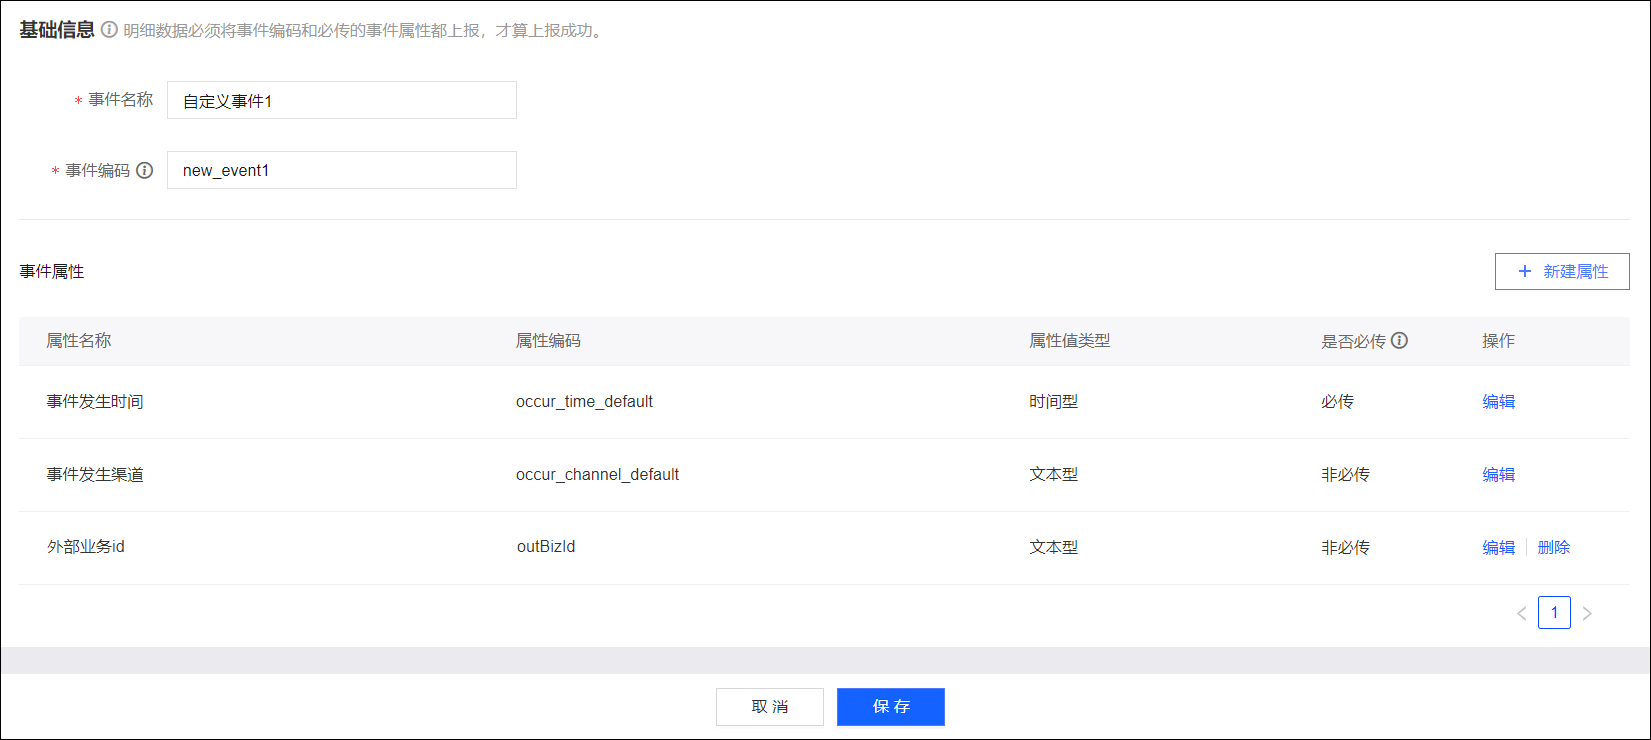 基础信息 明细数据必须将事件编码和必传的事件属性都上报，才算上报成功。
* 事件名称 自定义事件1
* 事件编码 new_event1
事件属性 + 新建属性
属性名称 属性编码 属性值类型 是否必传 操作
事件发生时间 occur_time_default 时间型 必传 编辑
事件发生渠道 occur_channel_default 文本型 非必传 编辑
外部业务id outBizId 文本型 非必传 编辑 删除
< 1 >
取 消 保 存